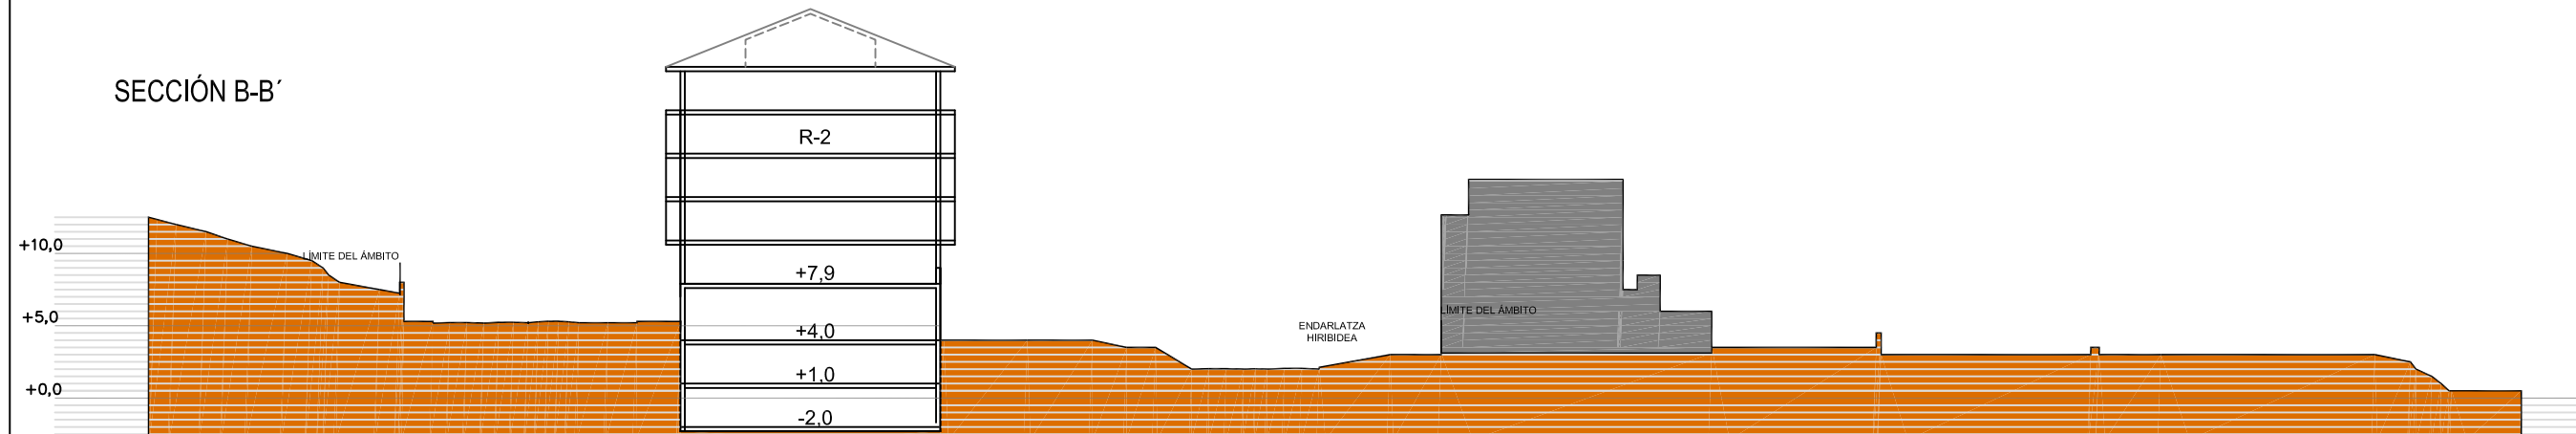 SECCIÓN B-B´
R-2
+10,0
LÍMITE DEL ÁMBITO
+7,9
+5,0
LÍMITE DEL ÁMBITO
+4,0
ENDARLATZA
HIRIBIDEA
+1,0
+0,0
-2,0